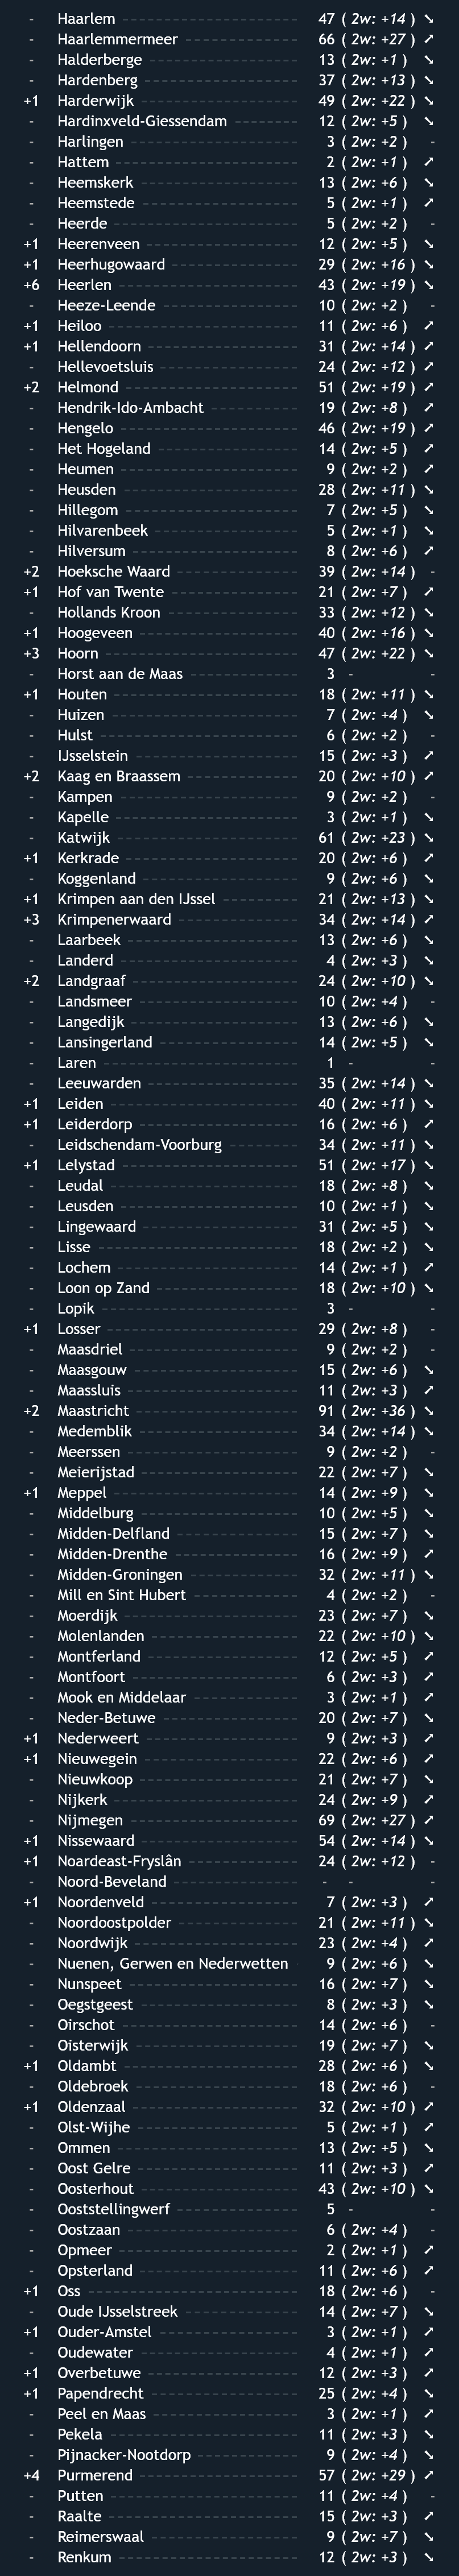 - Haarlem 47 ( 2w: +14 ) ↘
- Haarlemmermeer 66 ( 2w: +27 ) ↗
- Halderberge 13 ( 2w: +1 ) ↘
- Hardenberg 37 ( 2w: +13 ) ↘
+1 Harderwijk 49 ( 2w: +22 ) ↘
- Hardinxveld-Giessendam 12 ( 2w: +5 ) ↘
- Harlingen 3 ( 2w: +2 ) -
- Hattem 2 ( 2w: +1 ) ↗
- Heemskerk 13 ( 2w: +6 ) ↘
- Heemstede 5 ( 2w: +1 ) ↗
- Heerde 5 ( 2w: +2 ) -
+1 Heerenveen 12 ( 2w: +5 ) ↘
+1 Heerhugowaard 29 ( 2w: +16 ) ↘
+6 Heerlen 43 ( 2w: +19 ) ↘
- Heeze-Leende 10 ( 2w: +2 ) -
+1 Heiloo 11 ( 2w: +6 ) ↗
+1 Hellendoorn 31 ( 2w: +14 ) ↗
- Hellevoetsluis 24 ( 2w: +12 ) ↗
+2 Helmond 51 ( 2w: +19 ) ↗
- Hendrik-Ido-Ambacht 19 ( 2w: +8 ) ↗
- Hengelo 46 ( 2w: +19 ) ↗
- Het Hogeland 14 ( 2w: +5 ) ↗
- Heumen 9 ( 2w: +2 ) ↗
- Heusden 28 ( 2w: +11 ) ↘
- Hillegom 7 ( 2w: +5 ) ↘
- Hilvarenbeek 5 ( 2w: +1 ) ↘
- Hilversum 8 ( 2w: +6 ) ↗
+2 Hoeksche Waard 39 ( 2w: +14 ) -
+1 Hof van Twente 21 ( 2w: +7 ) ↗
- Hollands Kroon 33 ( 2w: +12 ) ↘
+1 Hoogeveen 40 ( 2w: +16 ) ↘
+3 Hoorn 47 ( 2w: +22 ) ↘
- Horst aan de Maas 3 - -
+1 Houten 18 ( 2w: +11 ) ↘
- Huizen 7 ( 2w: +4 ) ↘
- Hulst 6 ( 2w: +2 ) -
- IJsselstein 15 ( 2w: +3 ) ↗
+2 Kaag en Braassem 20 ( 2w: +10 ) ↗
- Kampen 9 ( 2w: +2 ) -
- Kapelle 3 ( 2w: +1 ) ↘
- Katwijk 61 ( 2w: +23 ) ↘
+1 Kerkrade 20 ( 2w: +6 ) ↗
- Koggenland 9 ( 2w: +6 ) ↘
+1 Krimpen aan den IJssel 21 ( 2w: +13 ) ↘
+3 Krimpenerwaard 34 ( 2w: +14 ) ↗
- Laarbeek 13 ( 2w: +6 ) ↘
- Landerd 4 ( 2w: +3 ) ↘
+2 Landgraaf 24 ( 2w: +10 ) ↘
- Landsmeer 10 ( 2w: +4 ) -
- Langedijk 13 ( 2w: +6 ) ↘
- Lansingerland 14 ( 2w: +5 ) ↘
- Laren 1 - -
- Leeuwarden 35 ( 2w: +14 ) ↘
+1 Leiden 40 ( 2w: +11 ) ↘
+1 Leiderdorp 16 ( 2w: +6 ) ↗
- Leidschendam-Voorburg 34 ( 2w: +11 ) ↘
+1 Lelystad 51 ( 2w: +17 ) ↘
- Leudal 18 ( 2w: +8 ) ↘
- Leusden 10 ( 2w: +1 ) ↘
- Lingewaard 31 ( 2w: +5 ) ↘
- Lisse 18 ( 2w: +2 ) ↘
- Lochem 14 ( 2w: +1 ) ↗
- Loon op Zand 18 ( 2w: +10 ) ↘
- Lopik 3 - -
+1 Losser 29 ( 2w: +8 ) -
- Maasdriel 9 ( 2w: +2 ) -
- Maasgouw 15 ( 2w: +6 ) ↘
- Maassluis 11 ( 2w: +3 ) ↗
+2 Maastricht 91 ( 2w: +36 ) ↘
- Medemblik 34 ( 2w: +14 ) ↘
- Meerssen 9 ( 2w: +2 ) -
- Meierijstad 22 ( 2w: +7 ) ↘
+1 Meppel 14 ( 2w: +9 ) ↘
- Middelburg 10 ( 2w: +5 ) ↘
- Midden-Delfland 15 ( 2w: +7 ) ↘
- Midden-Drenthe 16 ( 2w: +9 ) ↗
- Midden-Groningen 32 ( 2w: +11 ) ↘
- Mill en Sint Hubert 4 ( 2w: +2 ) -
- Moerdijk 23 ( 2w: +7 ) ↘
- Molenlanden 22 ( 2w: +10 ) ↘
- Montferland 12 ( 2w: +5 ) ↗
- Montfoort 6 ( 2w: +3 ) ↗
- Mook en Middelaar 3 ( 2w: +1 ) ↗
- Neder-Betuwe 20 ( 2w: +7 ) ↘
+1 Nederweert 9 ( 2w: +3 ) ↗
+1 Nieuwegein 22 ( 2w: +6 ) ↗
- Nieuwkoop 21 ( 2w: +7 ) ↘
- Nijkerk 24 ( 2w: +9 ) ↗
- Nijmegen 69 ( 2w: +27 ) ↗
+1 Nissewaard 54 ( 2w: +14 ) ↘
+1 Noardeast-Fryslân 24 ( 2w: +12 ) -
- Noord-Beveland - - -
+1 Noordenveld 7 ( 2w: +3 ) ↗
- Noordoostpolder 21 ( 2w: +11 ) ↘
- Noordwijk 23 ( 2w: +4 ) ↗
- Nuenen, Gerwen en Nederwetten 9 ( 2w: +6 ) ↘
- Nunspeet 16 ( 2w: +7 ) ↘
- Oegstgeest 8 ( 2w: +3 ) ↘
- Oirschot 14 ( 2w: +6 ) -
- Oisterwijk 19 ( 2w: +7 ) ↘
+1 Oldambt 28 ( 2w: +6 ) ↘
- Oldebroek 18 ( 2w: +6 ) -
+1 Oldenzaal 32 ( 2w: +10 ) ↗
- Olst-Wijhe 5 ( 2w: +1 ) ↗
- Ommen 13 ( 2w: +5 ) ↘
- Oost Gelre 11 ( 2w: +3 ) ↗
- Oosterhout 43 ( 2w: +10 ) ↘
- Ooststellingwerf 5 - -
- Oostzaan 6 ( 2w: +4 ) -
- Opmeer 2 ( 2w: +1 ) ↗
- Opsterland 11 ( 2w: +6 ) ↗
+1 Oss 18 ( 2w: +6 ) -
- Oude IJsselstreek 14 ( 2w: +7 ) ↘
+1 Ouder-Amstel 3 ( 2w: +1 ) ↗
- Oudewater 4 ( 2w: +1 ) ↗
+1 Overbetuwe 12 ( 2w: +3 ) ↗
+1 Papendrecht 25 ( 2w: +4 ) ↘
- Peel en Maas 3 ( 2w: +1 ) ↗
- Pekela 11 ( 2w: +3 ) ↘
- Pijnacker-Nootdorp 9 ( 2w: +4 ) ↘
+4 Purmerend 57 ( 2w: +29 ) ↗
- Putten 11 ( 2w: +4 ) -
- Raalte 15 ( 2w: +3 ) ↗
- Reimerswaal 9 ( 2w: +7 ) ↘
- Renkum 12 ( 2w: +3 ) ↘